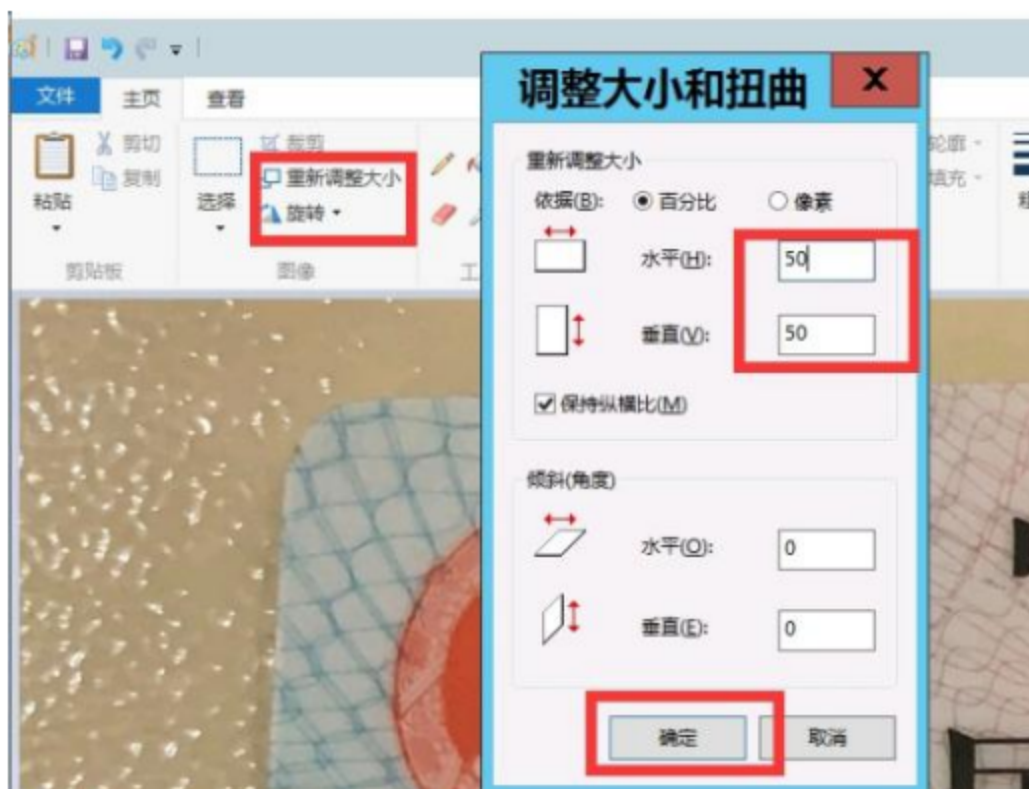 文件 主页 查看
调整大小和扭曲 X
剪切
裁剪
复制
重新调整大小
粘贴
选择
旋转
剪贴板
图像
重新调整大小
依据(B): 百分比 像素
水平(H): 50
垂直(V): 50
保持纵横比(M)
倾斜(角度)
水平(O): 0
垂直(E): 0
确定 取消
轮廓
填充